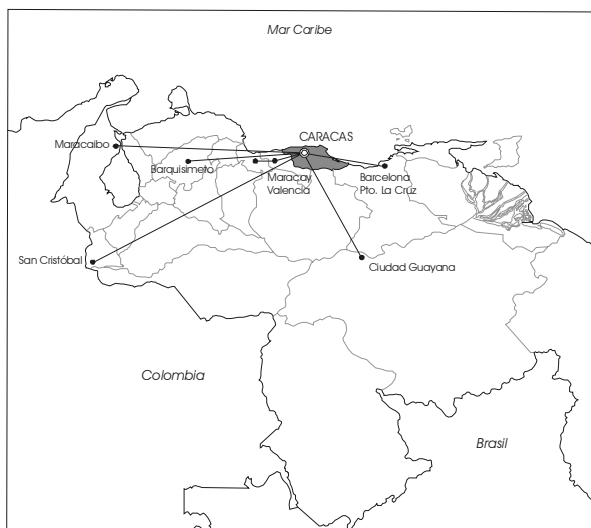 Mar Caribe
CARACAS
Maracaibo
Barquisimeto
Maracay
Valencia
Barcelona
Pto. La Cruz
San Cristóbal
Ciudad Guayana
Colombia
Brasil